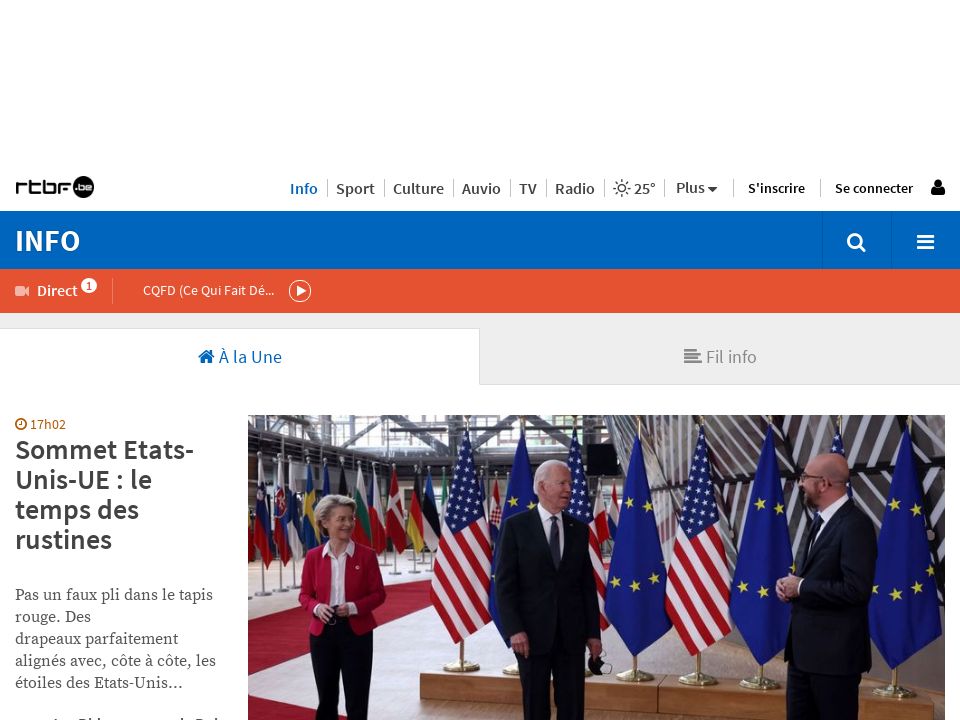 rtbf.be
Info
Sport
Culture
Auvio
TV
Radio
25°
Plus
S'inscrire
Se connecter
INFO
Direct 1
CQFD (Ce Qui Fait Dé...
À la Une
Fil info
17h02
Sommet Etats-
Unis-UE : le
temps des
rustines
Pas un faux pli dans le tapis
rouge. Des
drapeaux parfaitement
alignés avec, côte à côte, les
étoiles des Etats-Unis...